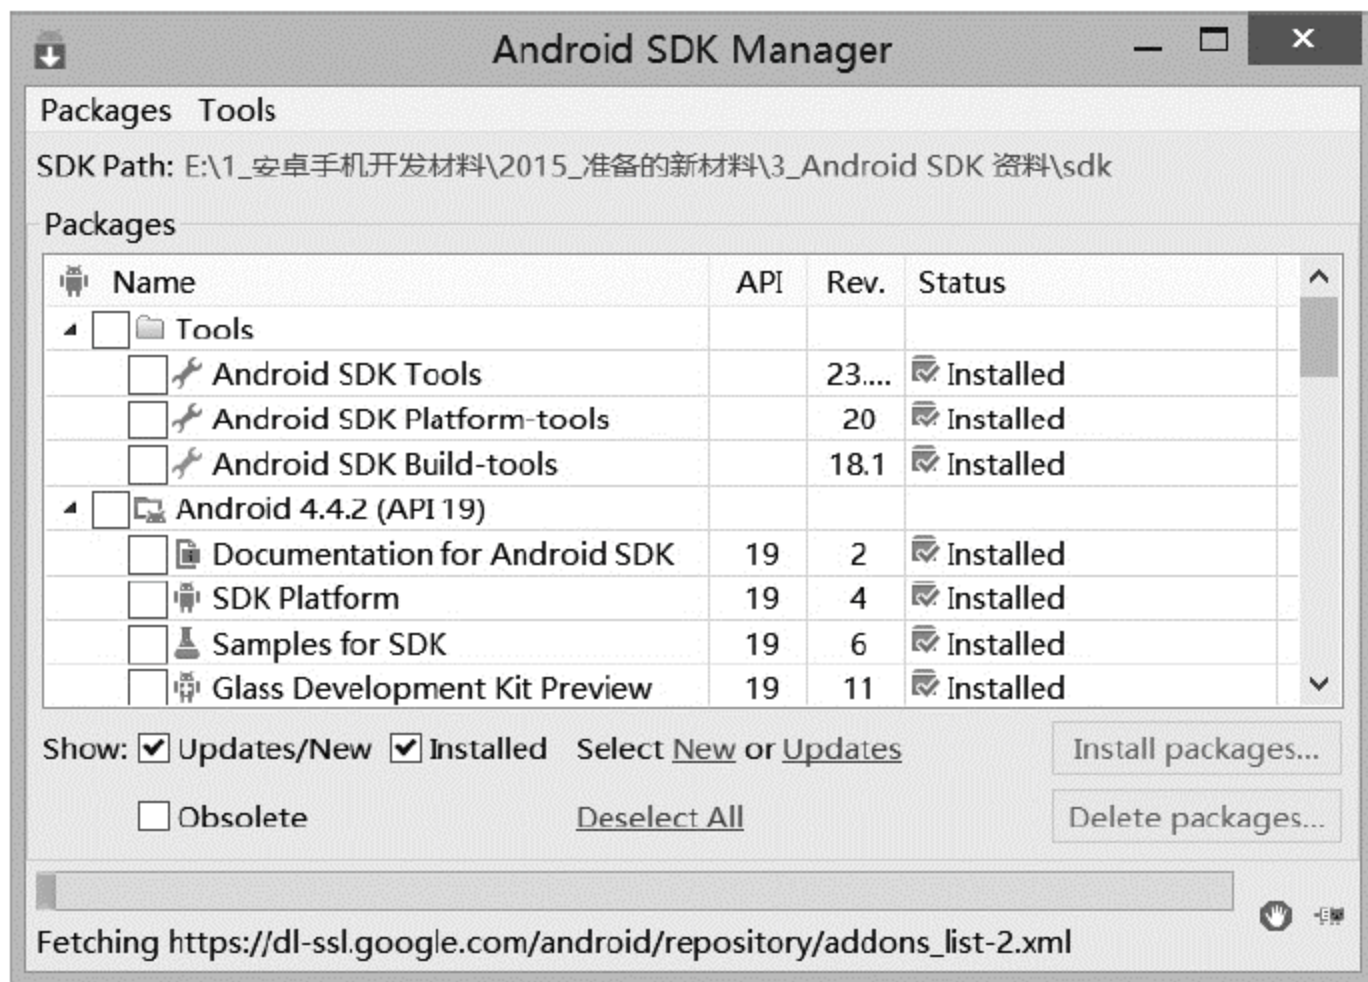 Android SDK Manager
Packages Tools
SDK Path: E:\1_安卓手机开发材料\2015_准备的新材料\3_Android SDK 资料\sdk
Packages
Name API Rev. Status
Tools
Android SDK Tools 23.... Installed
Android SDK Platform-tools 20 Installed
Android SDK Build-tools 18.1 Installed
Android 4.4.2 (API 19)
Documentation for Android SDK 19 2 Installed
SDK Platform 19 4 Installed
Samples for SDK 19 6 Installed
Glass Development Kit Preview 19 11 Installed
Show: Updates/New Installed Select New or Updates Install packages...
Obsolete Deselect All Delete packages...
Fetching https://dl-ssl.google.com/android/repository/addons_list-2.xml